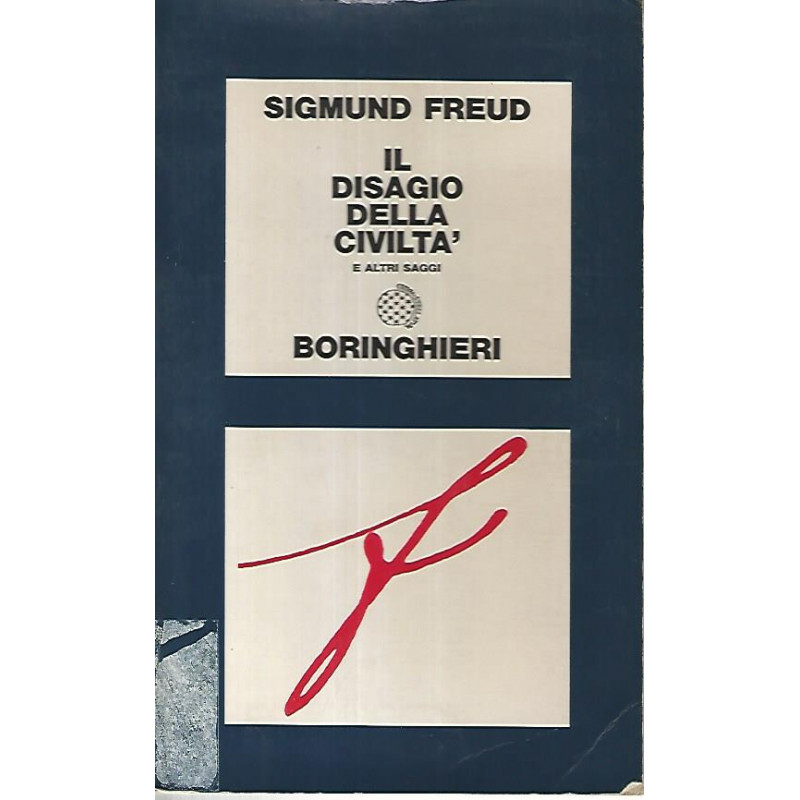 SIGMUND FREUD
IL
DISAGIO
DELLA
CIVILTA'
E ALTRI SAGGI
BORINGHIERI